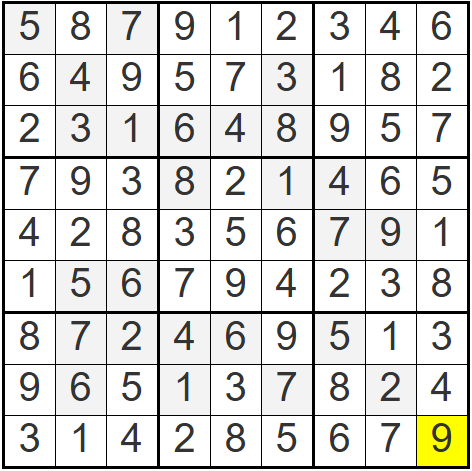 5 8 7 9 1 2 3 4 6
6 4 9 5 7 3 1 8 2
2 3 1 6 4 8 9 5 7
7 9 3 8 2 1 4 6 5
4 2 8 3 5 6 7 9 1
1 5 6 7 9 4 2 3 8
8 7 2 4 6 9 5 1 3
9 6 5 1 3 7 8 2 4
3 1 4 2 8 5 6 7 9